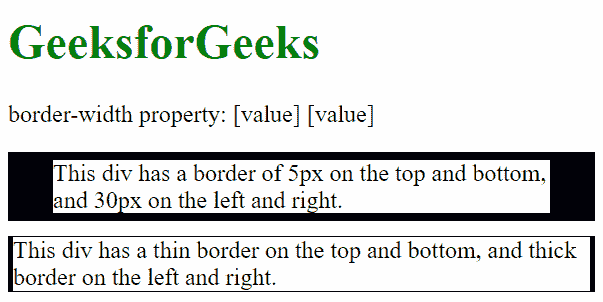 GeeksforGeeks
border-width property: [value] [value]
This div has a border of 5px on the top and bottom,
and 30px on the left and right.
This div has a thin border on the top and bottom, and thick
border on the left and right.